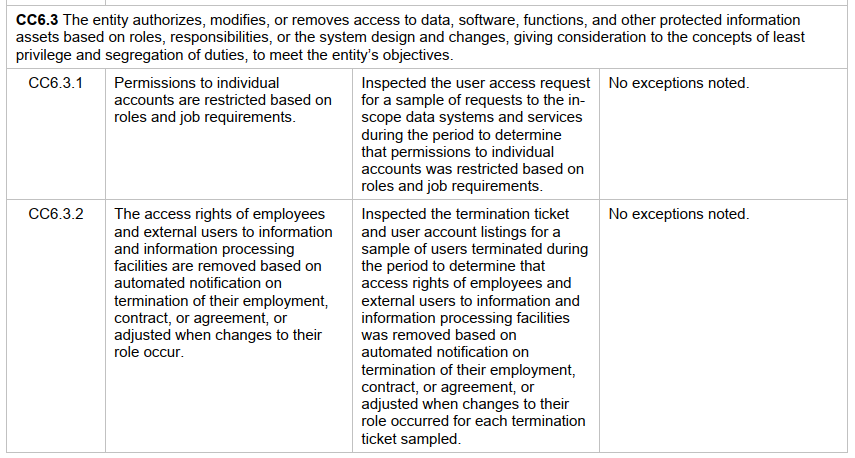 CC6.3 The entity authorizes, modifies, or removes access to data, software, functions, and other protected information
assets based on roles, responsibilities, or the system design and changes, giving consideration to the concepts of least
privilege and segregation of duties, to meet the entity’s objectives.
CC6.3.1
Permissions to individual
accounts are restricted based on
roles and job requirements.
Inspected the user access request
for a sample of requests to the in-
scope data systems and services
during the period to determine
that permissions to individual
accounts was restricted based on
roles and job requirements.
No exceptions noted.
CC6.3.2
The access rights of employees
and external users to information
and information processing
facilities are removed based on
automated notification on
termination of their employment,
contract, or agreement, or
adjusted when changes to their
role occur.
Inspected the termination ticket
and user account listings for a
sample of users terminated during
the period to determine that
access rights of employees and
external users to information and
information processing facilities
was removed based on
automated notification on
termination of their employment,
contract, or agreement, or
adjusted when changes to their
role occurred for each termination
ticket sampled.
No exceptions noted.